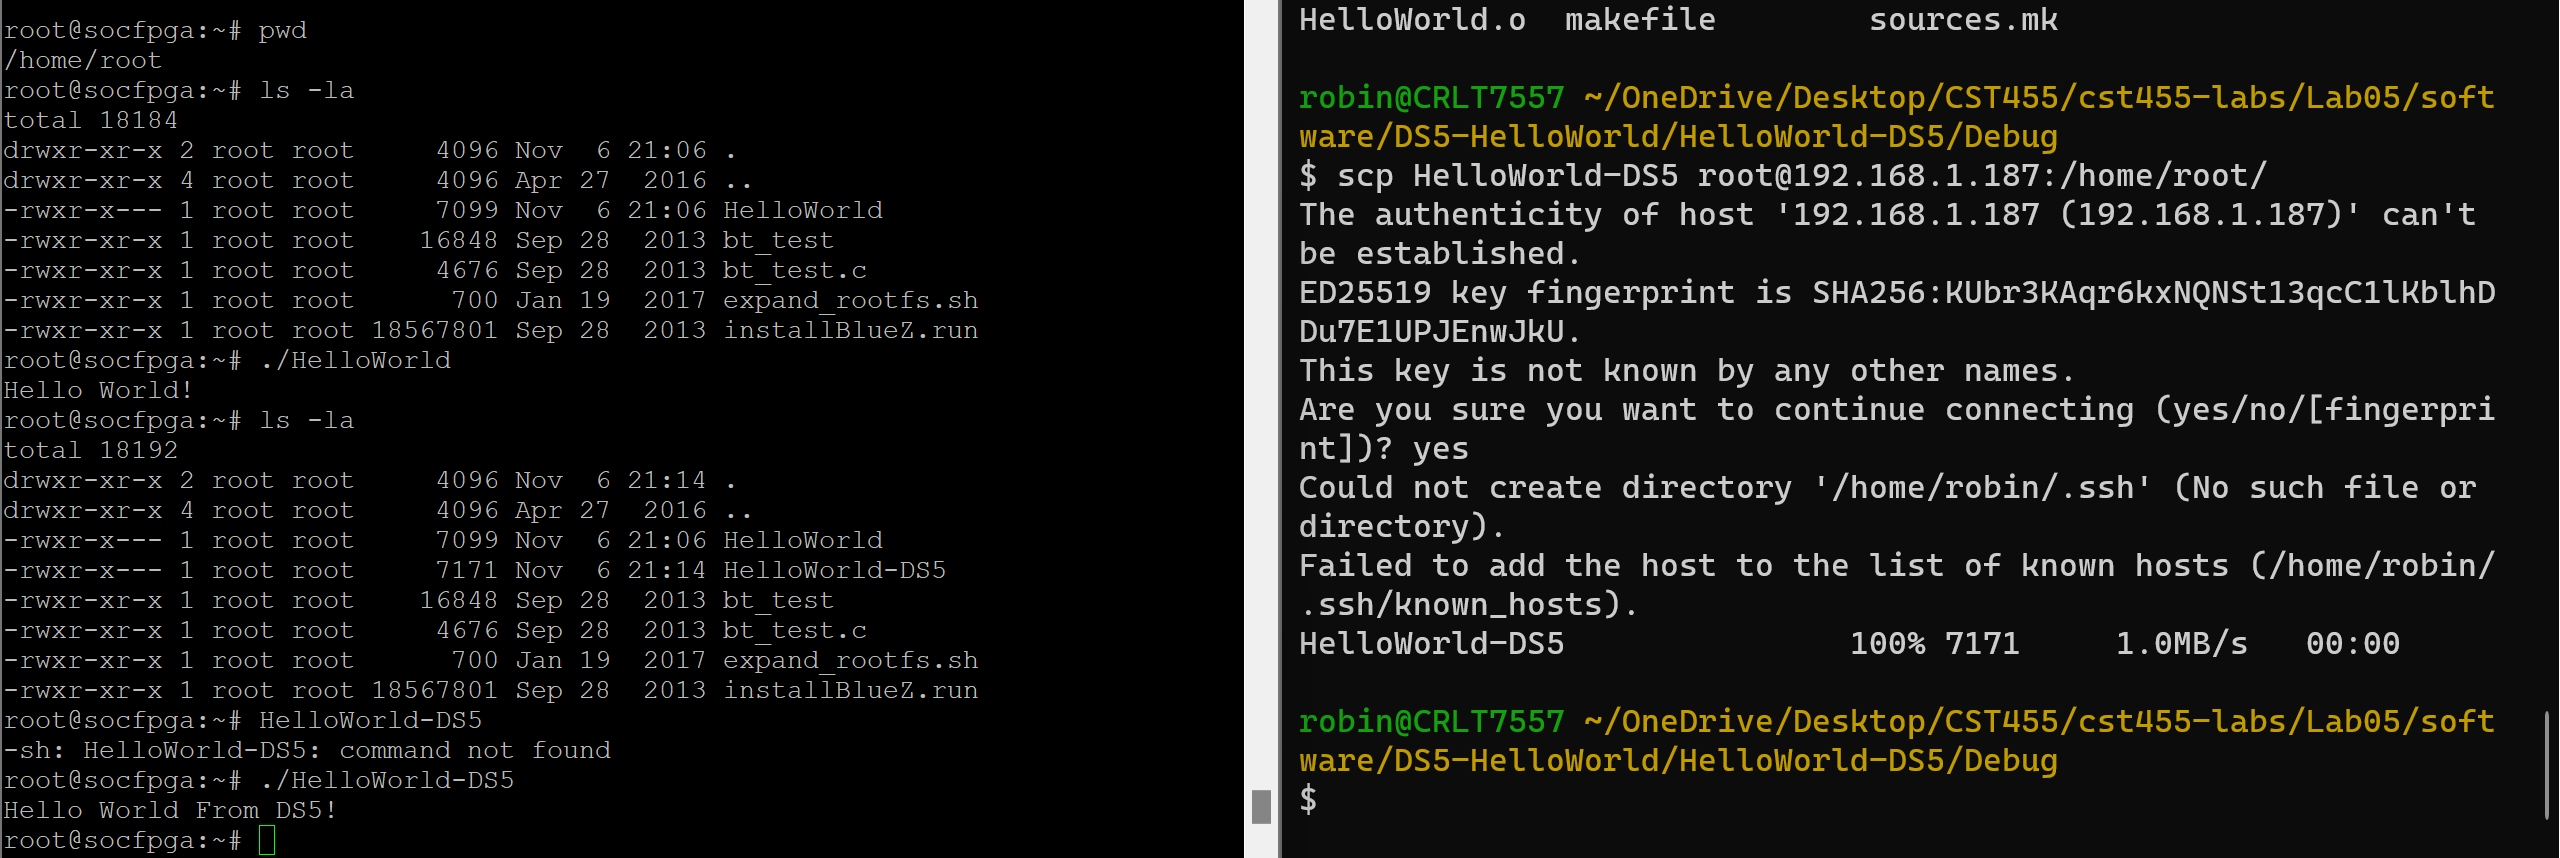 root@socfpga:~# pwd
/home/root
root@socfpga:~# ls -la
total 18184
drwxr-xr-x 2 root root     4096 Nov  6 21:06 .
drwxr-xr-x 4 root root     4096 Apr 27  2016 ..
-rwxr-x--- 1 root root     7099 Nov  6 21:06 HelloWorld
-rwxr-xr-x 1 root root    16848 Sep 28  2013 bt_test
-rwxr-xr-x 1 root root     4676 Sep 28  2013 bt_test.c
-rwxr-xr-x 1 root root      700 Jan 19  2017 expand_rootfs.sh
-rwxr-xr-x 1 root root 18567801 Sep 28  2013 installBlueZ.run
root@socfpga:~# ./HelloWorld
Hello World!
root@socfpga:~# ls -la
total 18192
drwxr-xr-x 2 root root     4096 Nov  6 21:14 .
drwxr-xr-x 4 root root     4096 Apr 27  2016 ..
-rwxr-x--- 1 root root     7099 Nov  6 21:06 HelloWorld
-rwxr-x--- 1 root root     7171 Nov  6 21:14 HelloWorld-DS5
-rwxr-xr-x 1 root root    16848 Sep 28  2013 bt_test
-rwxr-xr-x 1 root root     4676 Sep 28  2013 bt_test.c
-rwxr-xr-x 1 root root      700 Jan 19  2017 expand_rootfs.sh
-rwxr-xr-x 1 root root 18567801 Sep 28  2013 installBlueZ.run
root@socfpga:~# HelloWorld-DS5
-sh: HelloWorld-DS5: command not found
root@socfpga:~# ./HelloWorld-DS5
Hello World From DS5!
root@socfpga:~#
HelloWorld.o  makefile        sources.mk
robin@CRLT7557 ~/OneDrive/Desktop/CST455/cst455-labs/Lab05/soft
ware/DS5-HelloWorld/HelloWorld-DS5/Debug
$ scp HelloWorld-DS5 root@192.168.1.187:/home/root/
The authenticity of host '192.168.1.187 (192.168.1.187)' can't
be established.
ED25519 key fingerprint is SHA256:KUbr3KAqr6kxNQNSt13qcC1lKblhD
Du7E1UPJEnwJkU.
This key is not known by any other names.
Are you sure you want to continue connecting (yes/no/[fingerpri
nt])? yes
Could not create directory '/home/robin/.ssh' (No such file or
directory).
Failed to add the host to the list of known hosts (/home/robin/
.ssh/known_hosts).
HelloWorld-DS5               100% 7171     1.0MB/s   00:00
robin@CRLT7557 ~/OneDrive/Desktop/CST455/cst455-labs/Lab05/soft
ware/DS5-HelloWorld/HelloWorld-DS5/Debug
$